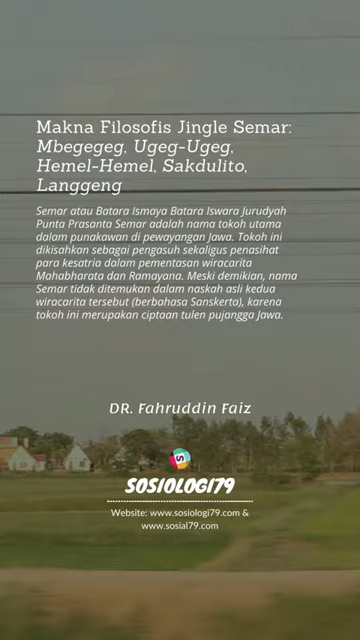 Makna Filosofis Jingle Semar:
Mbegegeg, Ugeg-Ugeg,
Hemel-Hemel, Sakdulito,
Langgeng
Semar atau Batara Ismaya Batara Iswara Jurudyah
Punta Prasanta Semar adalah nama tokoh utama
dalam punakawan di pewayangan Jawa. Tokoh ini
dikisahkan sebagai pengasuh sekaligus penasihat
para kesatria dalam pementasan wiracarita
Mahabharata dan Ramayana. Meski demikian, nama
Semar tidak ditemukan dalam naskah asli kedua
wiracarita tersebut (berbahasa Sanskerta), karena
tokoh ini merupakan ciptaan tulen pujangga Jawa.
DR. Fahruddin Faiz
S
SOSIOLOGI79
Website: www.sosiologi79.com &
www.sosial79.com